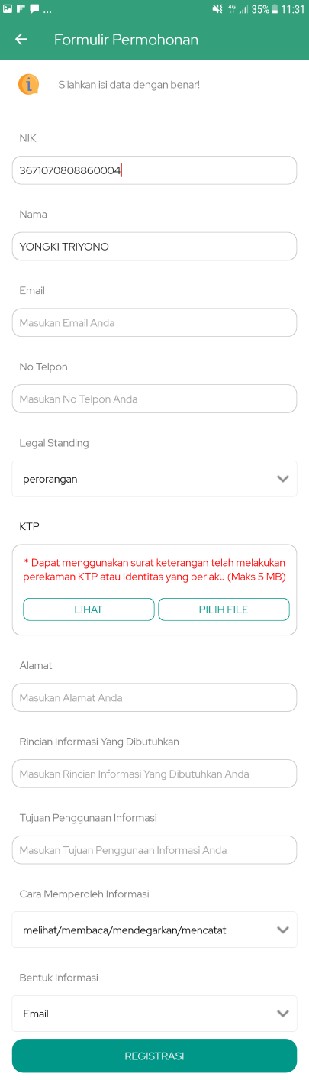 35% 11:31
Formulir Permohonan
Silahkan isi data dengan benar!
NIK
3671070808860004
Nama
YONGKI TRIYONO
Email
Masukan Email Anda
No Telpon
Masukan No Telpon Anda
Legal Standing
perorangan
KTP
* Dapat menggunakan surat keterangan telah melakukan
perekaman KTP atau identitas yang berlaku (Maks 5 MB)
LIHAT PILIH FILE
Alamat
Masukan Alamat Anda
Rincian Informasi Yang Dibutuhkan
Masukan Rincian Informasi Yang Dibutuhkan Anda
Tujuan Penggunaan Informasi
Masukan Tujuan Penggunaan Informasi Anda
Cara Memperoleh Informasi
melihat/membaca/mendegarkan/mencatat
Bentuk Informasi
Email
REGISTRASI